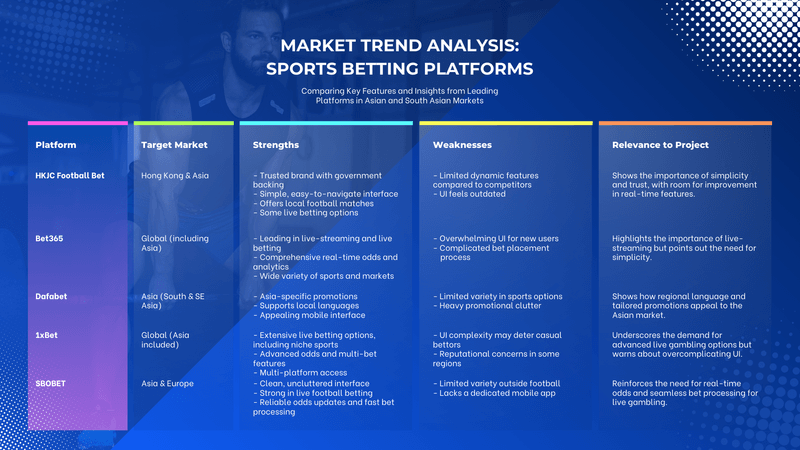 MARKET TREND ANALYSIS:
SPORTS BETTING PLATFORMS
Comparing Key Features and Insights from Leading
Platforms in Asian and South Asian Markets
Platform
Target Market
Strengths
Weaknesses
Relevance to Project
HKJC Football Bet
Hong Kong & Asia
- Trusted brand with government
backing
- Simple, easy-to-navigate interface
- Offers local football matches
- Some live betting options
- Limited dynamic features
compared to competitors
- UI feels outdated
Shows the importance of simplicity
and trust, with room for improvement
in real-time features.
Bet365
Global (including
Asia)
- Leading in live-streaming and live
betting
- Comprehensive real-time odds and
analytics
- Wide variety of sports and markets
- Overwhelming UI for new users
- Complicated bet placement
process
Highlights the importance of live-
streaming but points out the need for
simplicity.
Dafabet
Asia (South & SE
Asia)
- Asia-specific promotions
- Supports local languages
- Appealing mobile interface
- Limited variety in sports options
- Heavy promotional clutter
Shows how regional language and
tailored promotions appeal to the
Asian market.
1xBet
Global (Asia
included)
- Extensive live betting options,
including niche sports
- Advanced odds and multi-bet
features
- Multi-platform access
- UI complexity may deter casual
bettors
- Reputational concerns in some
regions
Underscores the demand for
advanced live gambling options but
warns about overcomplicating UI.
SBOBET
Asia & Europe
- Clean, uncluttered interface
- Strong in live football betting
- Reliable odds updates and fast bet
processing
- Limited variety outside football
- Lacks a dedicated mobile app
Reinforces the need for real-time
odds and seamless bet processing for
live gambling.